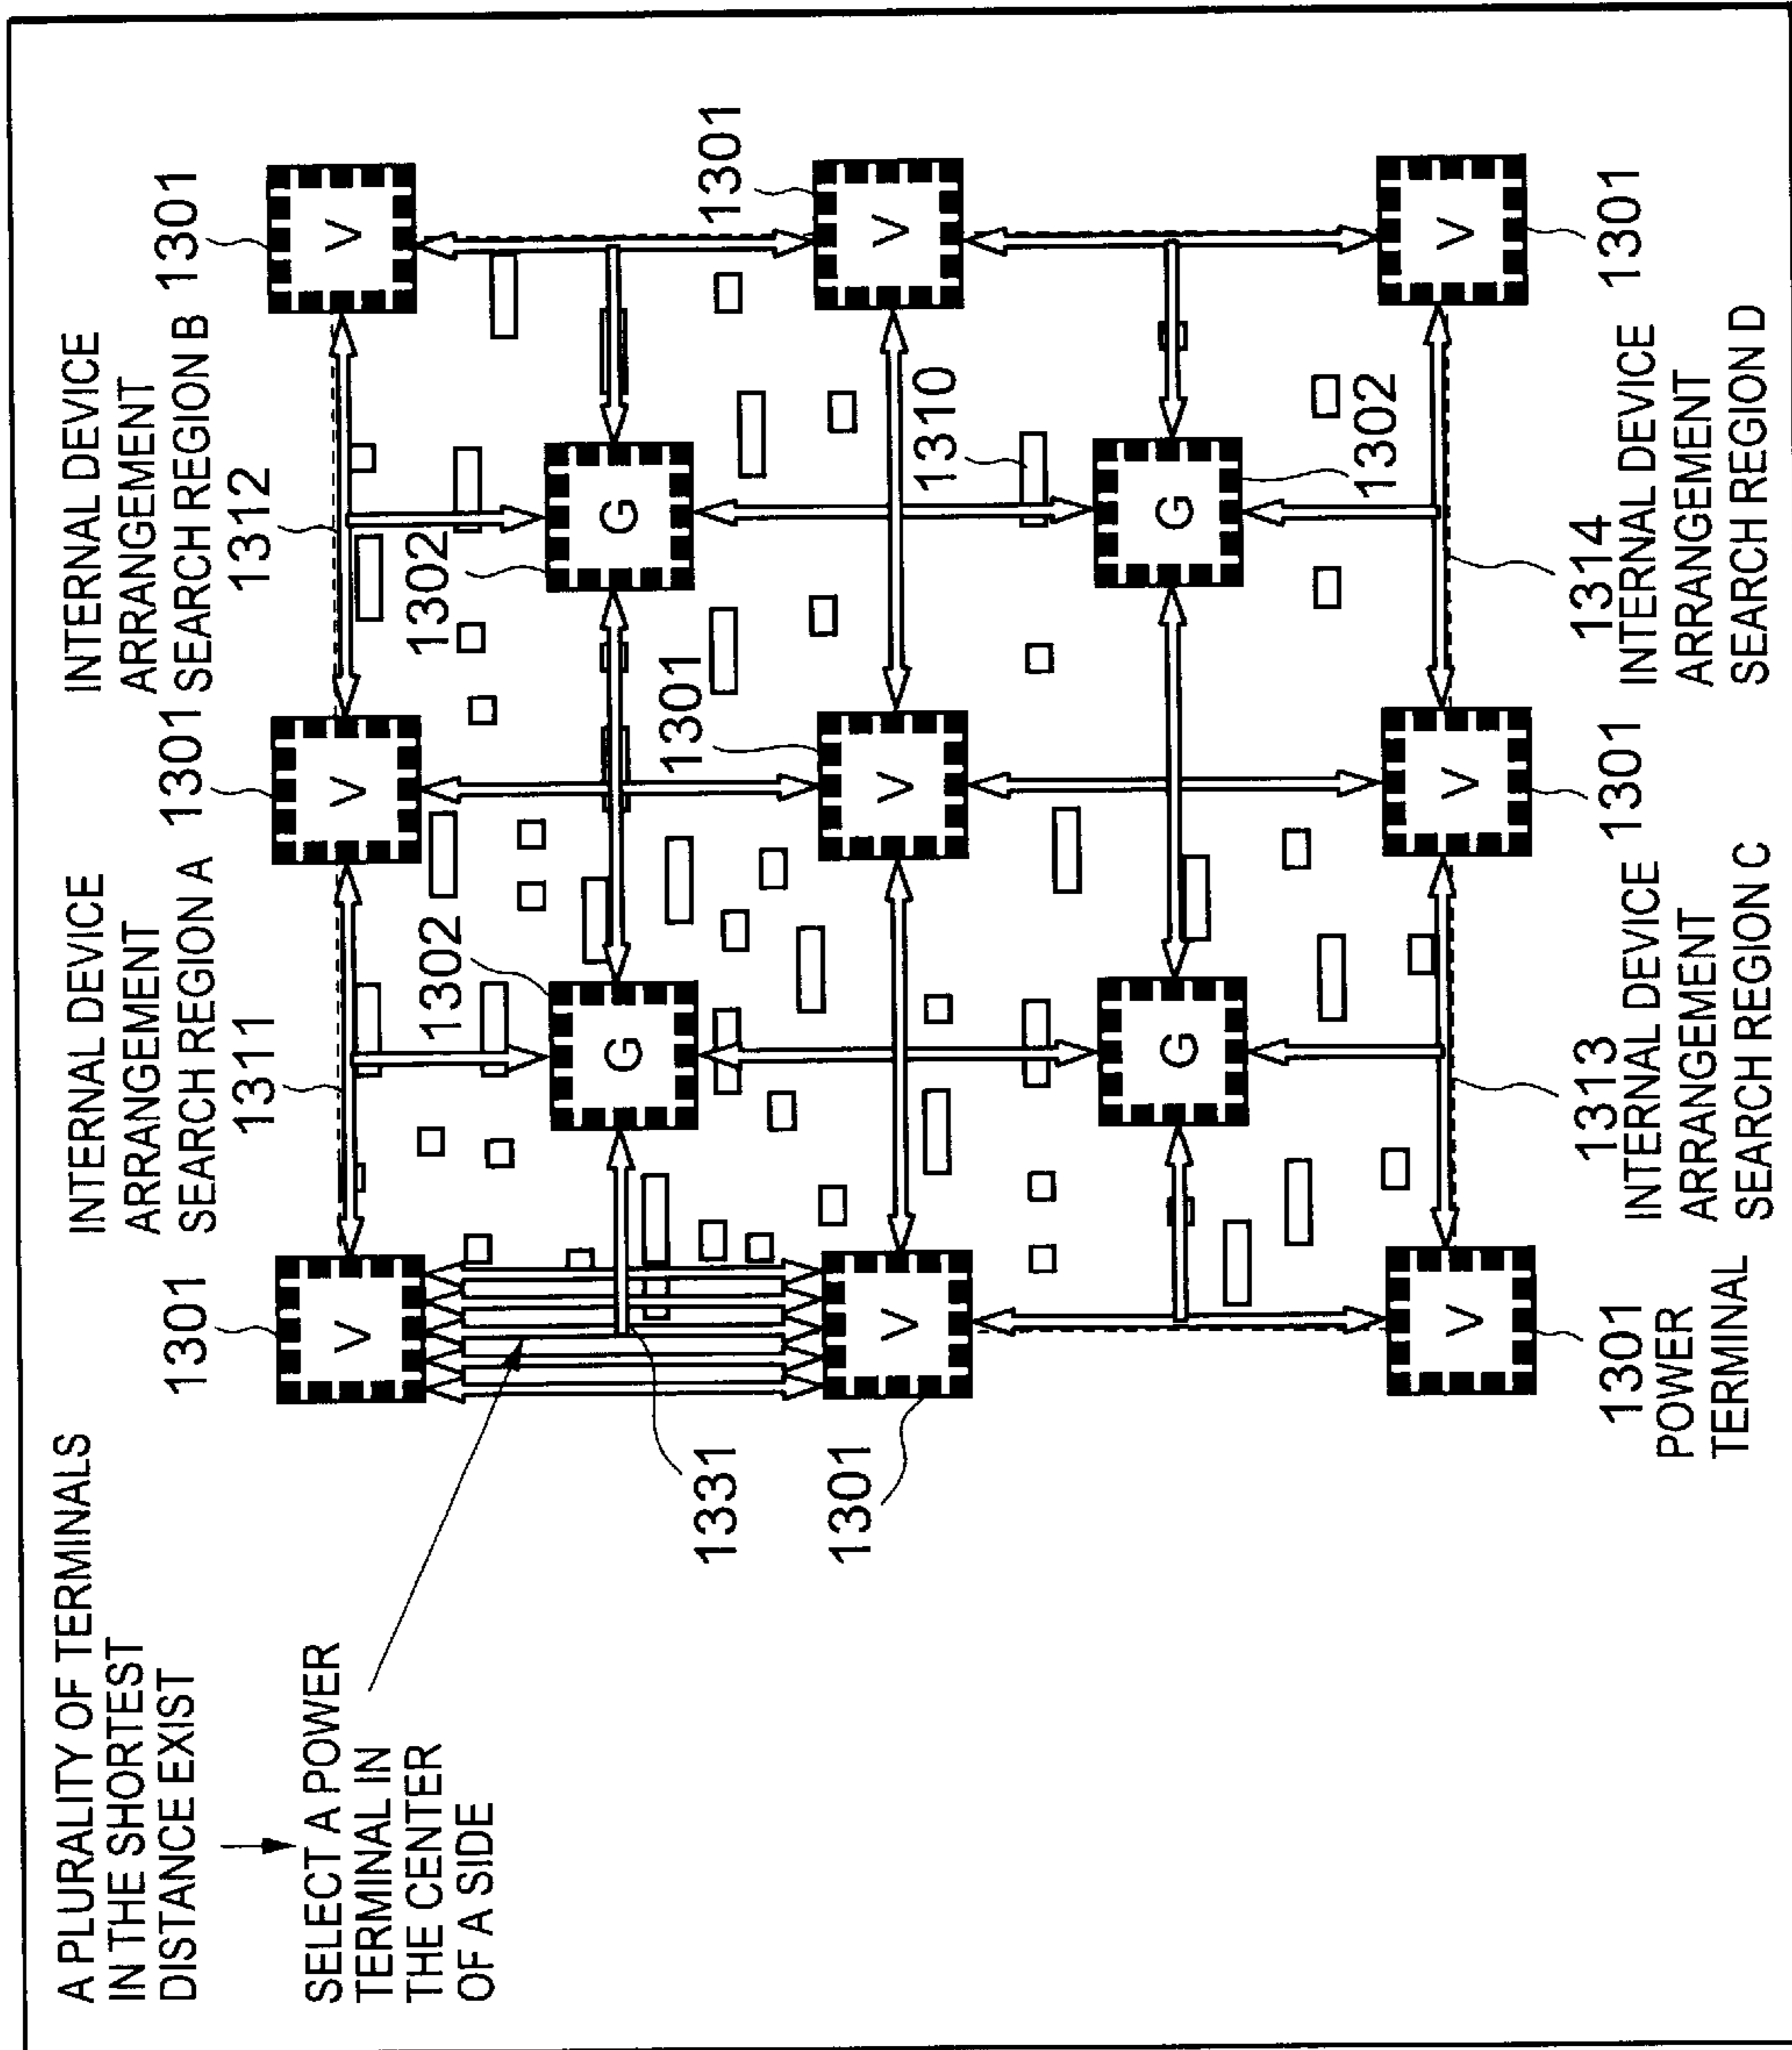 A PLURALITY OF TERMINALS
IN THE SHORTEST
DISTANCE EXIST
SELECT A POWER
TERMINAL IN
THE CENTER
OF A SIDE
INTERNAL DEVICE
ARRANGEMENT
SEARCH REGION A
1311
INTERNAL DEVICE
ARRANGEMENT
SEARCH REGION B
1312
1301
1301
1301
V
V
V
1302
1302
G
G
1331
1301
1301
1301
V
V
V
1310
G
G
1302
V
V
V
1301
POWER
TERMINAL
1313
INTERNAL DEVICE
ARRANGEMENT
SEARCH REGION C
1301
1314
INTERNAL DEVICE
ARRANGEMENT
SEARCH REGION D
1301